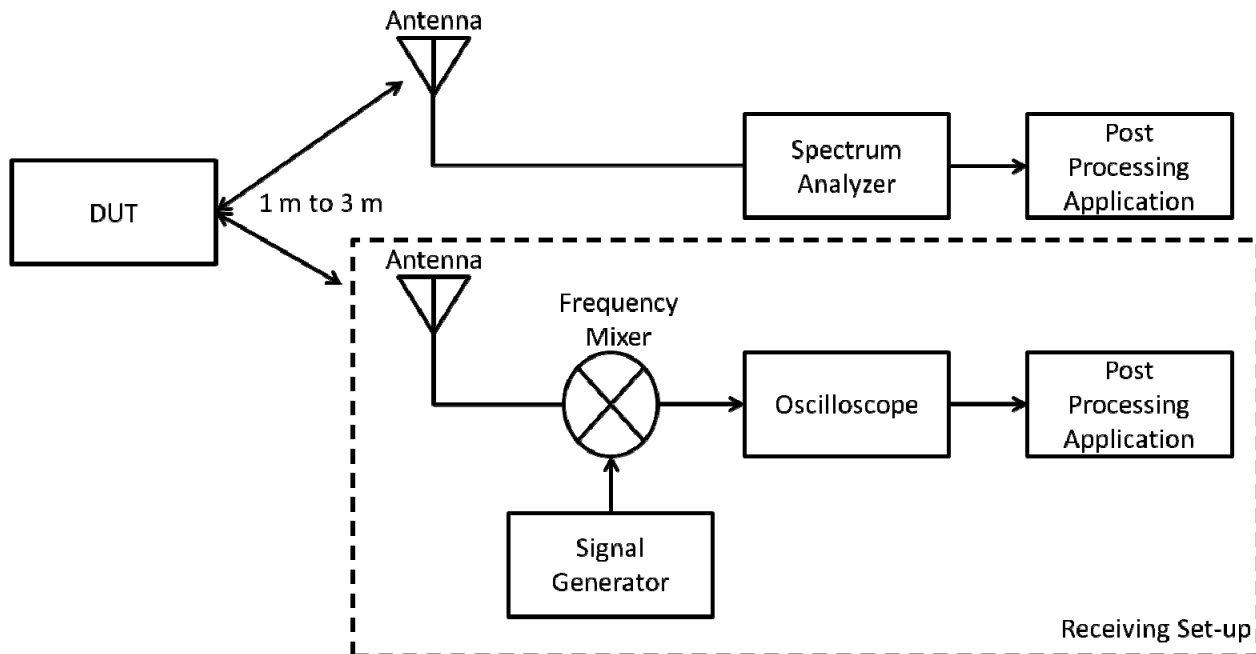 Antenna
DUT
1 m to 3 m
Spectrum
Analyzer
Post
Processing
Application
Antenna
Frequency
Mixer
Oscilloscope
Post
Processing
Application
Signal
Generator
Receiving Set-up